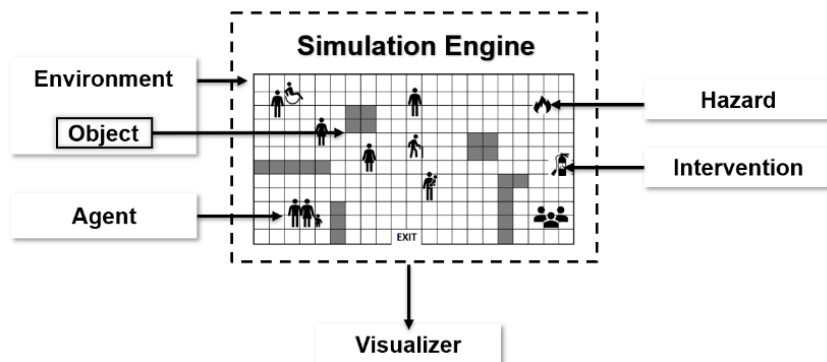 Simulation Engine
Environment
Object
Agent
Hazard
Intervention
EXIT
Visualizer